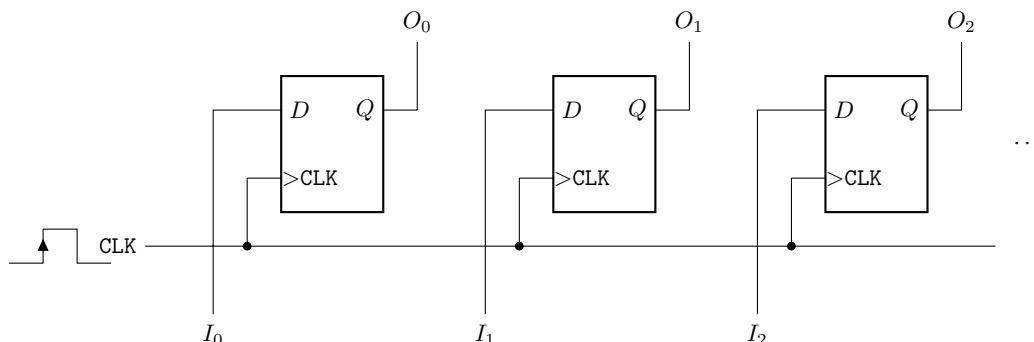 O₀ O₁ O₂
D Q D Q D Q
. .
>CLK >CLK >CLK
CLK
I₀ I₁ I₂